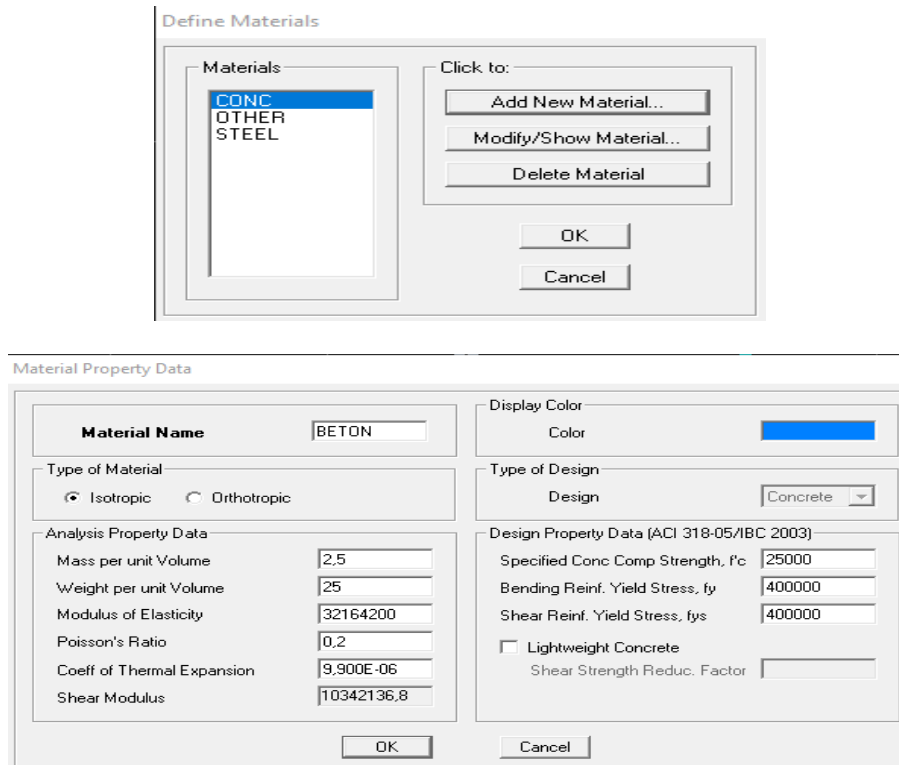 Define Materials
Materials
Click to:
CONC
OTHER
STEEL
Add New Material...
Modify/Show Material...
Delete Material
OK
Cancel
Material Property Data
Material Name BETON
Display Color
Color
Type of Material
Isotropic Orthotropic
Type of Design
Design Concrete
Analysis Property Data
Mass per unit Volume 2,5
Weight per unit Volume 25
Modulus of Elasticity 32164200
Poisson's Ratio 0,2
Coeff of Thermal Expansion 9,900E-06
Shear Modulus 10342136,8
Design Property Data (ACI 318-05/IBC 2003)
Specified Conc Comp Strength, f'c 25000
Bending Reinf. Yield Stress, fy 400000
Shear Reinf. Yield Stress, fys 400000
Lightweight Concrete
Shear Strength Reduc. Factor
OK Cancel